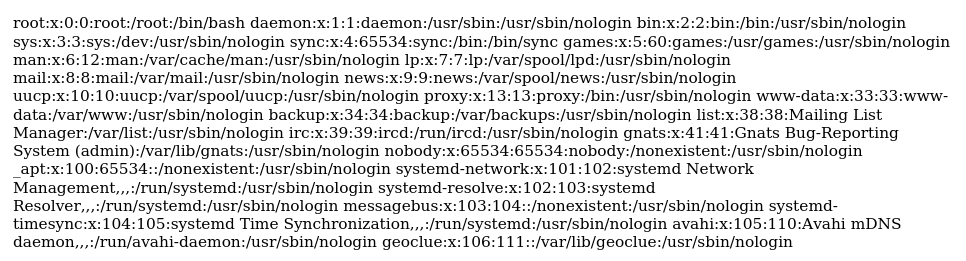 root:x:0:0:root:/root:/bin/bash daemon:x:1:1:daemon:/usr/sbin:/usr/sbin/nologin bin:x:2:2:bin:/bin:/usr/sbin/nologin
sys:x:3:3:sys:/dev:/usr/sbin/nologin sync:x:4:65534:sync:/bin:/bin/sync games:x:5:60:games:/usr/games:/usr/sbin/nologin
man:x:6:12:man:/var/cache/man:/usr/sbin/nologin lp:x:7:7:lp:/var/spool/lpd:/usr/sbin/nologin
mail:x:8:8:mail:/var/mail:/usr/sbin/nologin news:x:9:9:news:/var/spool/news:/usr/sbin/nologin
uucp:x:10:10:uucp:/var/spool/uucp:/usr/sbin/nologin proxy:x:13:13:proxy:/bin:/usr/sbin/nologin www-data:x:33:33:www-
data:/var/www:/usr/sbin/nologin backup:x:34:34:backup:/var/backups:/usr/sbin/nologin list:x:38:38:Mailing List
Manager:/var/list:/usr/sbin/nologin irc:x:39:39:ircd:/run/ircd:/usr/sbin/nologin gnats:x:41:41:Gnats Bug-Reporting
System (admin):/var/lib/gnats:/usr/sbin/nologin nobody:x:65534:65534:nobody:/nonexistent:/usr/sbin/nologin
_apt:x:100:65534::/nonexistent:/usr/sbin/nologin systemd-network:x:101:102:systemd Network
Management,,,:/run/systemd:/usr/sbin/nologin systemd-resolve:x:102:103:systemd
Resolver,,,:/run/systemd:/usr/sbin/nologin messagebus:x:103:104::/nonexistent:/usr/sbin/nologin systemd-
timesync:x:104:105:systemd Time Synchronization,,,:/run/systemd:/usr/sbin/nologin avahi:x:105:110:Avahi mDNS
daemon,,,:/run/avahi-daemon:/usr/sbin/nologin geoclue:x:106:111::/var/lib/geoclue:/usr/sbin/nologin